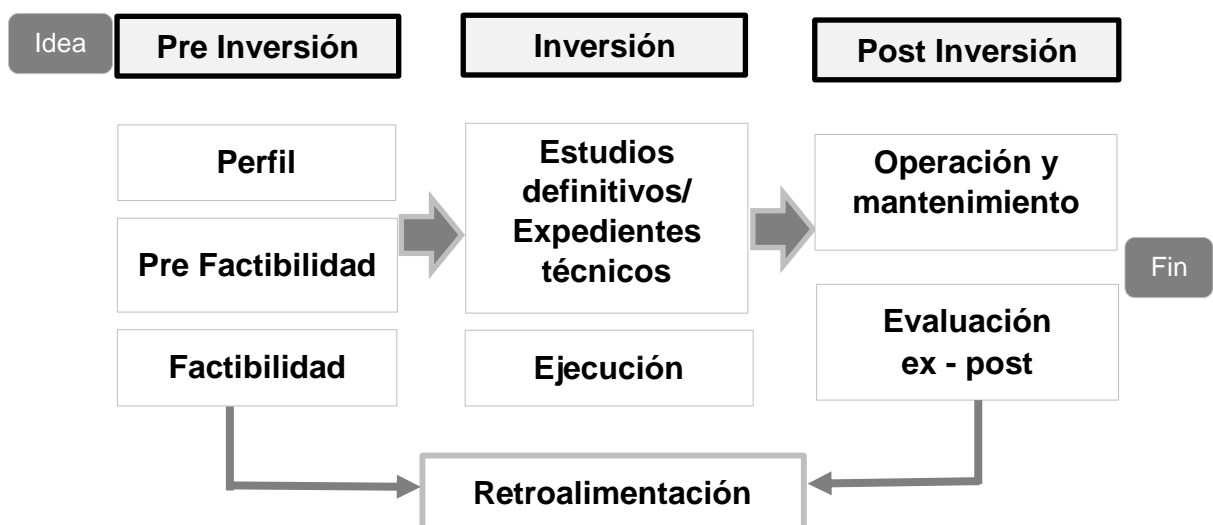 Idea
Pre Inversión
Inversión
Post Inversión
Perfil
Pre Factibilidad
Factibilidad
Estudios
definitivos/
Expedientes
técnicos
Ejecución
Operación y
mantenimiento
Evaluación
ex - post
Fin
Retroalimentación